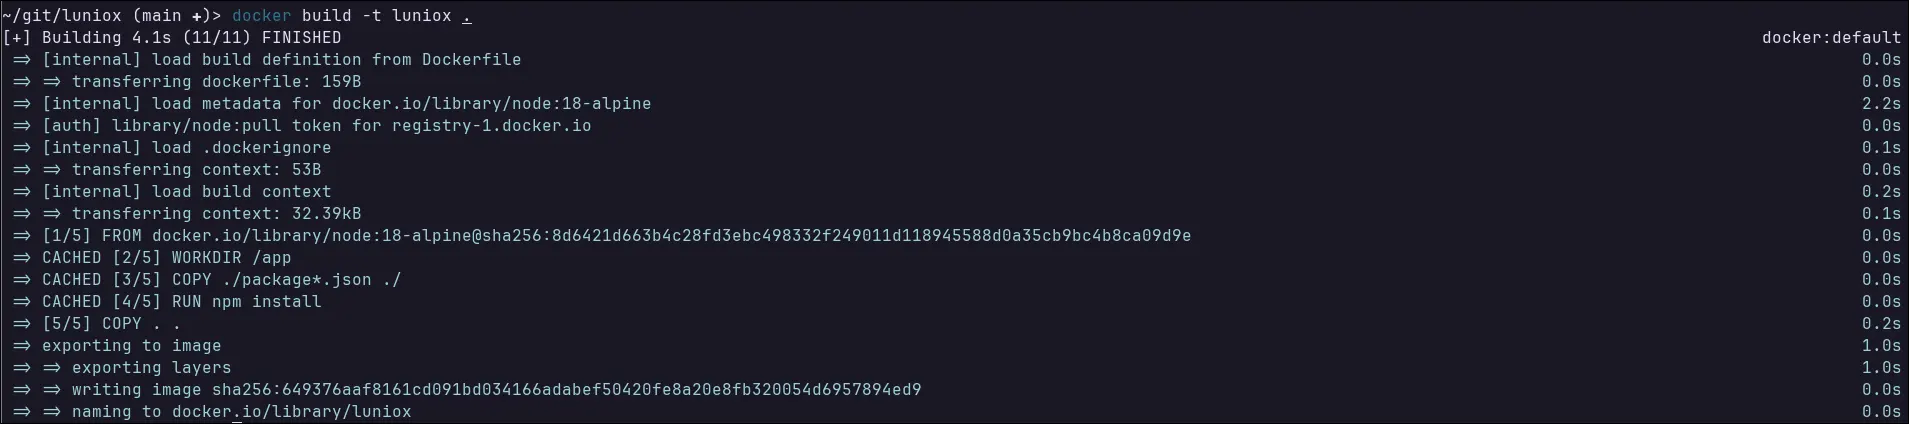 ~/git/luniox (main +)> docker build -t luniox .
[+] Building 4.1s (11/11) FINISHED docker:default
=> [internal] load build definition from Dockerfile 0.0s
=> => transferring dockerfile: 159B 0.0s
=> [internal] load metadata for docker.io/library/node:18-alpine 2.2s
=> [auth] library/node:pull token for registry-1.docker.io 0.0s
=> [internal] load .dockerignore 0.1s
=> => transferring context: 53B 0.0s
=> [internal] load build context 0.2s
=> => transferring context: 32.39kB 0.1s
=> [1/5] FROM docker.io/library/node:18-alpine@sha256:8d6421d663b4c28fd3ebc498332f249011d118945588d0a35cb9bc4b8ca09d9e 0.0s
=> CACHED [2/5] WORKDIR /app 0.0s
=> CACHED [3/5] COPY ./package*.json ./ 0.0s
=> CACHED [4/5] RUN npm install 0.0s
=> [5/5] COPY . . 0.2s
=> exporting to image 1.0s
=> => exporting layers 1.0s
=> => writing image sha256:649376aaf8161cd091bd034166adabef50420fe8a20e8fb320054d6957894ed9 0.0s
=> => naming to docker.io/library/luniox 0.0s